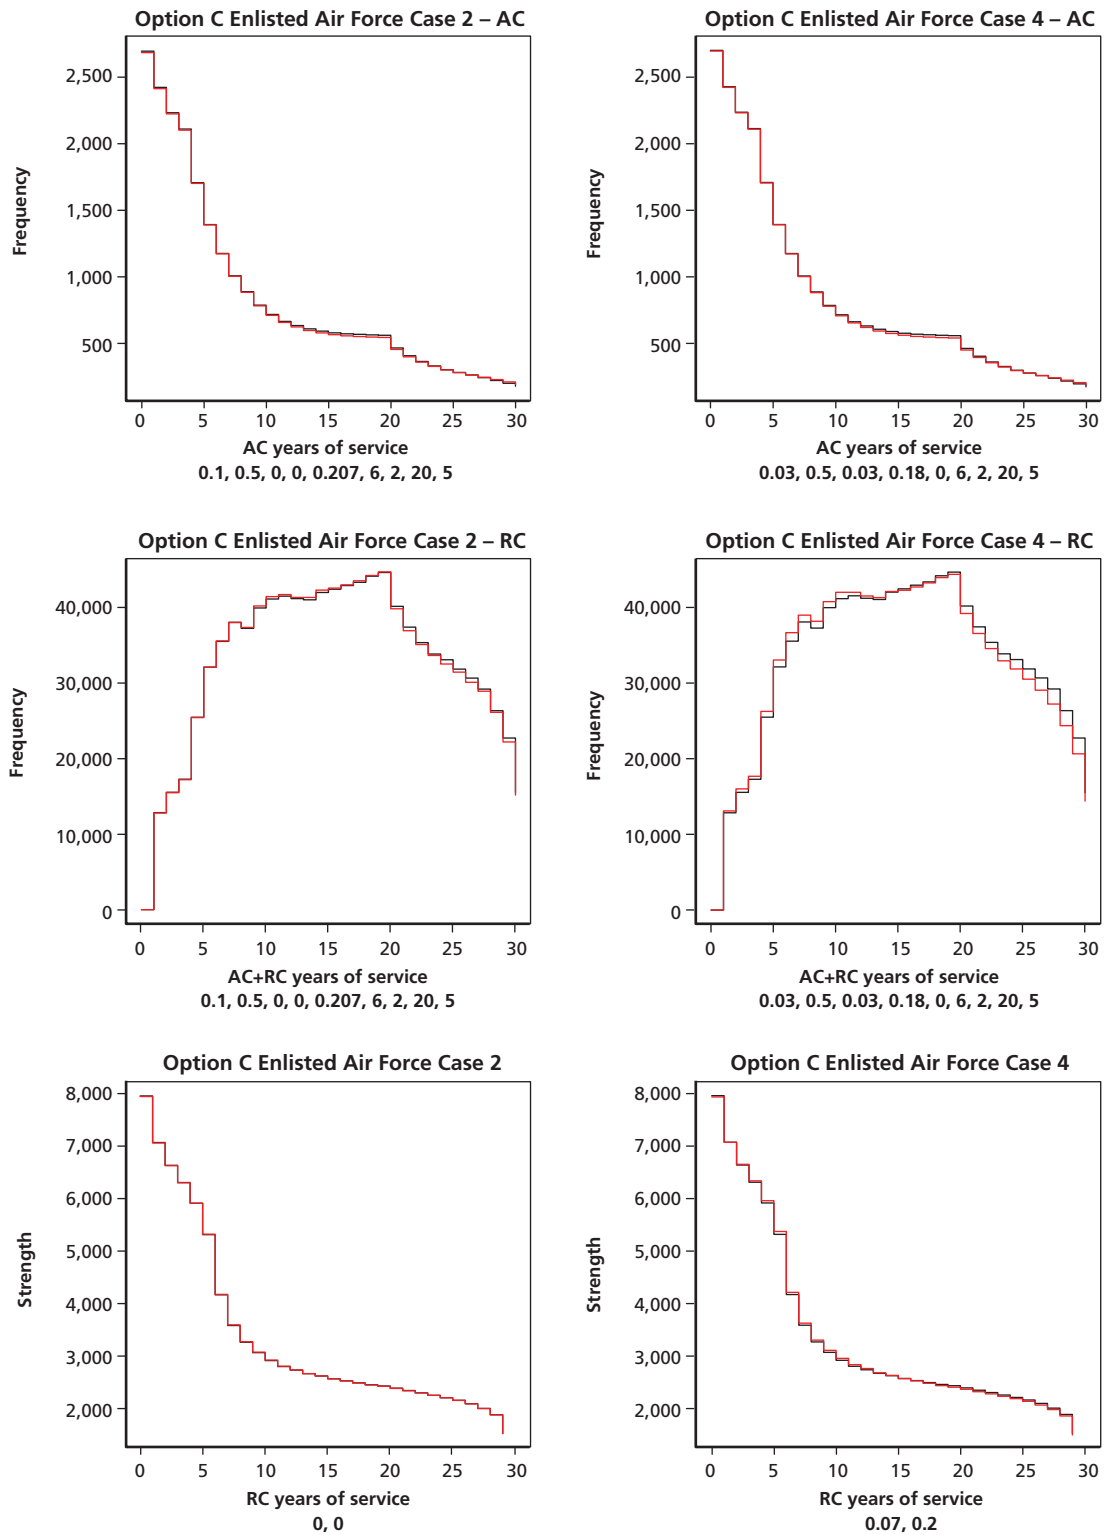 Option C Enlisted Air Force Case 2 – AC
Frequency
2,500
2,000
1,500
1,000
500
0 5 10 15 20 25 30
AC years of service
0.1, 0.5, 0, 0, 0.207, 6, 2, 20, 5
Option C Enlisted Air Force Case 4 – AC
Frequency
2,500
2,000
1,500
1,000
500
0 5 10 15 20 25 30
AC years of service
0.03, 0.5, 0.03, 0.18, 0, 6, 2, 20, 5
Option C Enlisted Air Force Case 2 – RC
Frequency
40,000
30,000
20,000
10,000
0
0 5 10 15 20 25 30
AC+RC years of service
0.1, 0.5, 0, 0, 0.207, 6, 2, 20, 5
Option C Enlisted Air Force Case 4 – RC
Frequency
40,000
30,000
20,000
10,000
0
0 5 10 15 20 25 30
AC+RC years of service
0.03, 0.5, 0.03, 0.18, 0, 6, 2, 20, 5
Option C Enlisted Air Force Case 2
Strength
8,000
7,000
6,000
5,000
4,000
3,000
2,000
0 5 10 15 20 25 30
RC years of service
0, 0
Option C Enlisted Air Force Case 4
Strength
8,000
7,000
6,000
5,000
4,000
3,000
2,000
0 5 10 15 20 25 30
RC years of service
0.07, 0.2